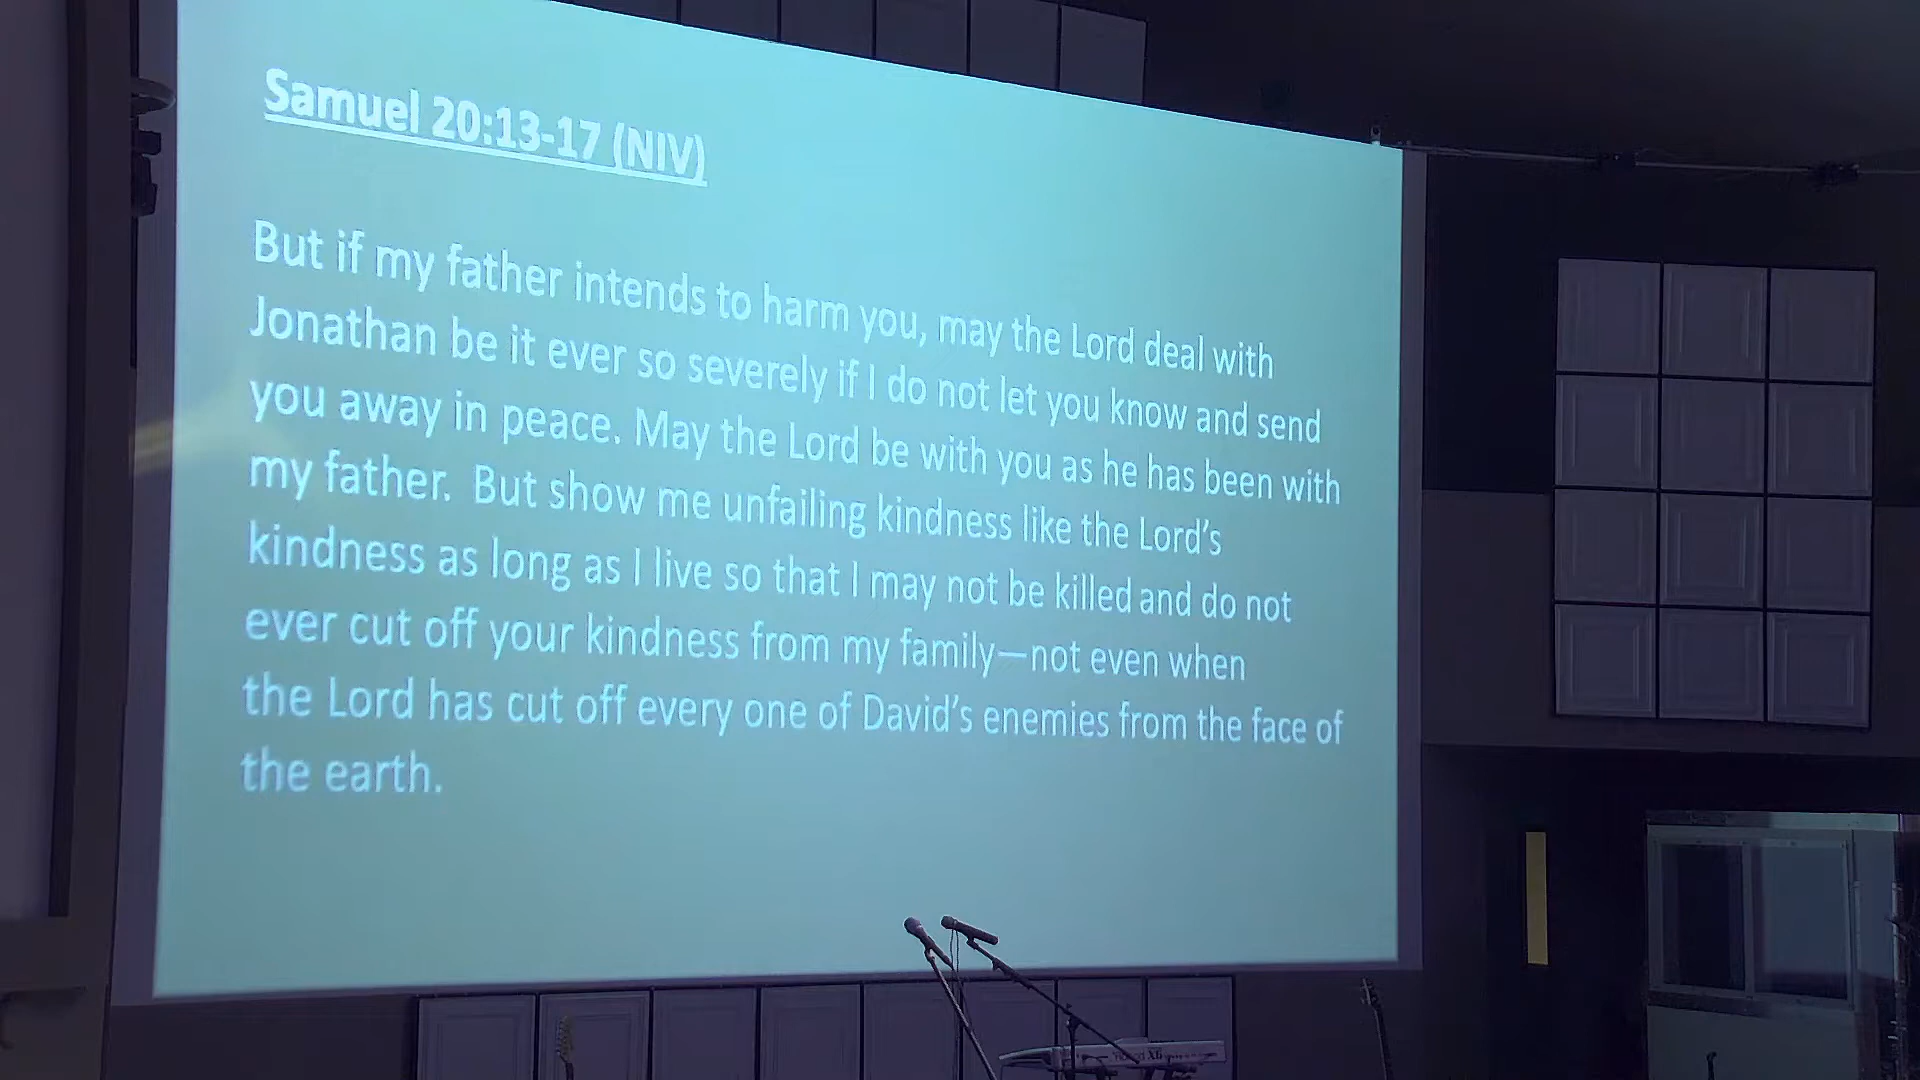 Samuel 20:13-17 (NIV)
But if my father intends to harm you, may the Lord deal with
Jonathan be it ever so severely if I do not let you know and send
you away in peace. May the Lord be with you as he has been with
my father. But show me unfailing kindness like the Lord's
kindness as long as I live so that I may not be killed and do not
ever cut off your kindness from my family—not even when
the Lord has cut off every one of David's enemies from the face of
the earth.